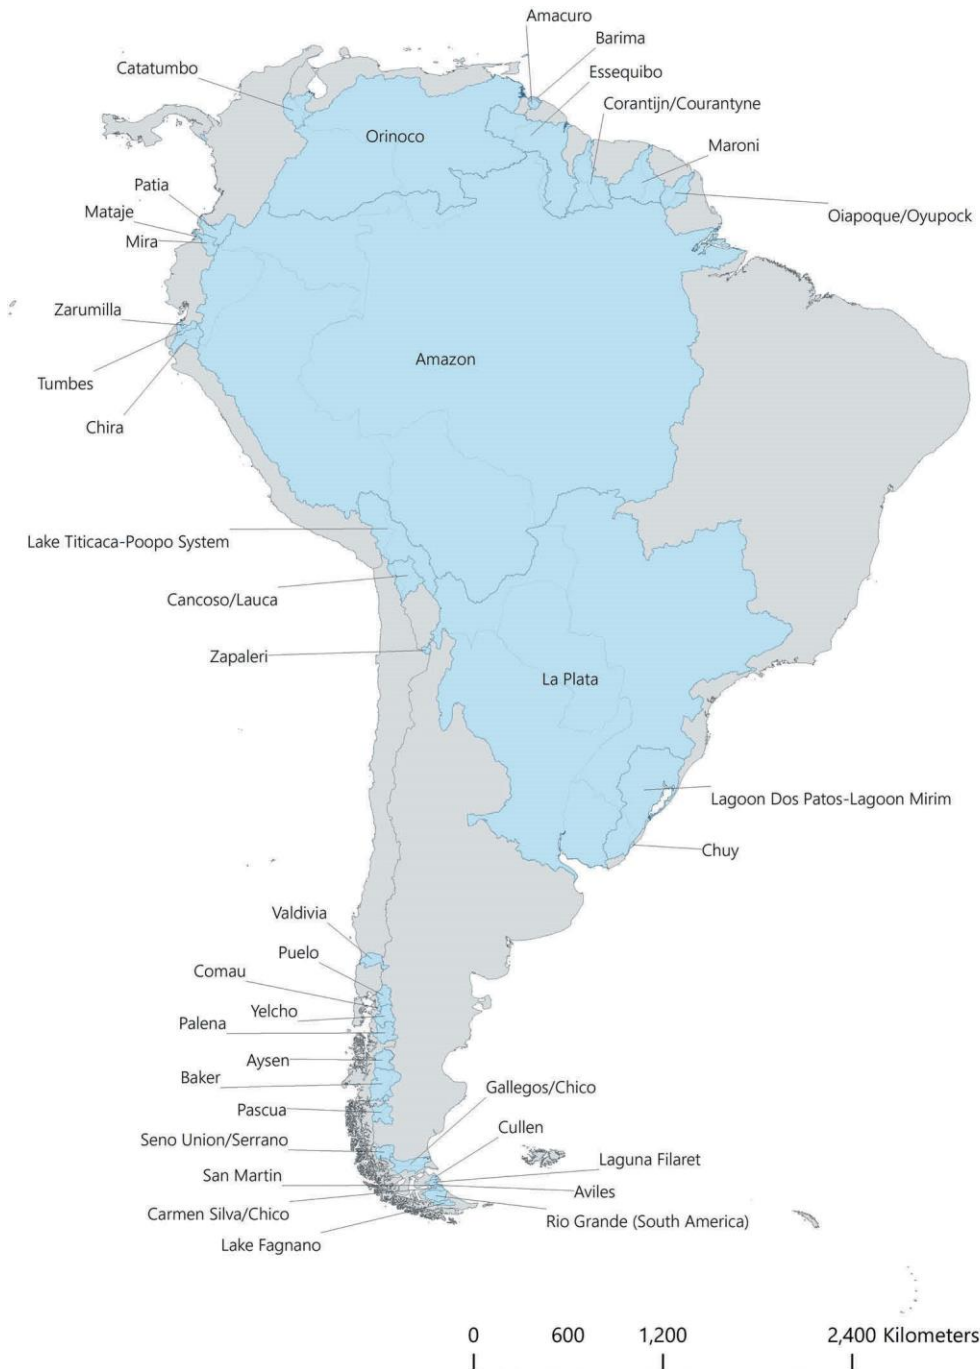 Amacuro
Barima
Catatumbo
Essequibo
Corantijn/Courantyne
Orinoco
Maroni
Patia
Mataje
Oiapoque/Oyupock
Mira
Zarumilla
Amazon
Tumbes
Chira
Lake Titicaca-Poopo System
Cancoso/Lauca
Zapaleri
La Plata
Lagoon Dos Patos-Lagoon Mirim
Chuy
Valdivia
Puelo
Comau
Yelcho
Palena
Aysen
Baker
Gallegos/Chico
Pascua
Cullen
Seno Union/Serrano
Laguna Filaret
San Martin
Aviles
Carmen Silva/Chico
Rio Grande (South America)
Lake Fagnano
0 600 1,200 2,400 Kilometers